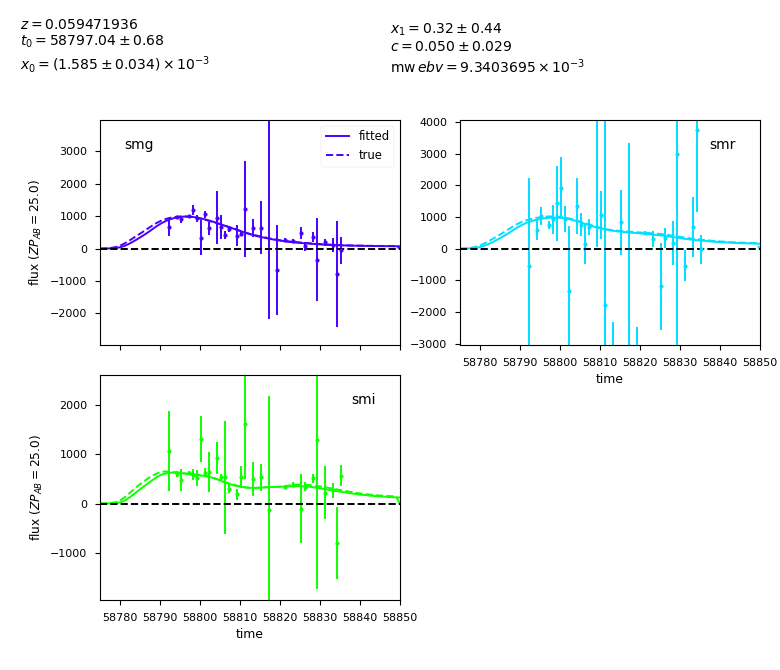 z = 0.059471936
t₀ = 58797.04 ± 0.68
x₀ = (1.585 ± 0.034) × 10⁻³
x₁ = 0.32 ± 0.44
c = 0.050 ± 0.029
mw ebv = 9.3403695 × 10⁻³
smg
fitted
true
3000
2000
1000
0
−1000
−2000
flux (ZP_AB = 25.0)
smr
4000
3000
2000
1000
0
−1000
−2000
−3000
58780 58790 58800 58810 58820 58830 58840 58850
time
smi
2000
1000
0
−1000
flux (ZP_AB = 25.0)
58780 58790 58800 58810 58820 58830 58840 58850
time